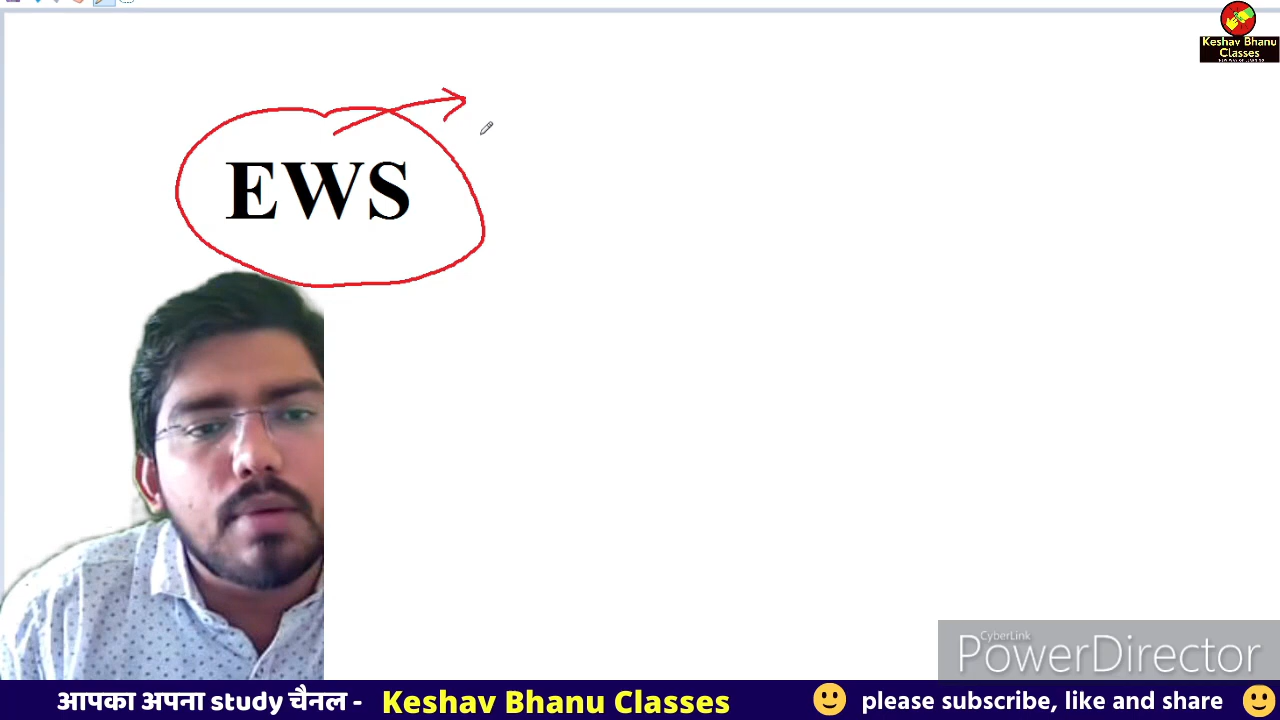 Keshav Bhanu
Classes
EWS
CyberLink
PowerDirector
आपका अपना study चैनल - Keshav Bhanu Classes 🙂 please subscribe, like and share 🙂